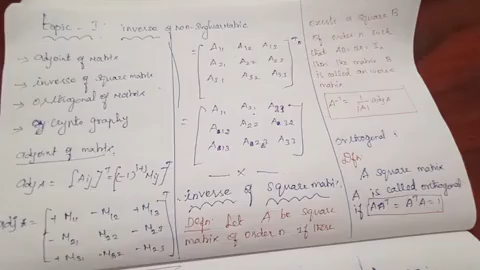 Topic - 1: inverse of non-singular matrix
→ adjoint of matrix
→ inverse of square matrix
→ orthogonal of matrix
→ cryptography
adjoint of matrix:
adj A = [Aij]^T = [(-1)^i+j Mij]^T
adj A = [+ M11 - M12 + M13
- M21 M22 - M23
+ M31 - M32 + M33]^T
= [A11 A12 A13
A21 A22 A23
A31 A32 A33]^T
= [A11 A21 A31
A12 A22 A32
A13 A23 A33]
— x —
inverse of square matrix
Defn: Let A be square
matrix of order n if there
exists a square B
of order n such
that AB = BA = In
then the matrix B
is called an inverse
matrix
A⁻¹ = 1/|A| adj A
orthogonal :
Defn
A square matrix
A is called orthogonal
if AA^T = A^T A = I